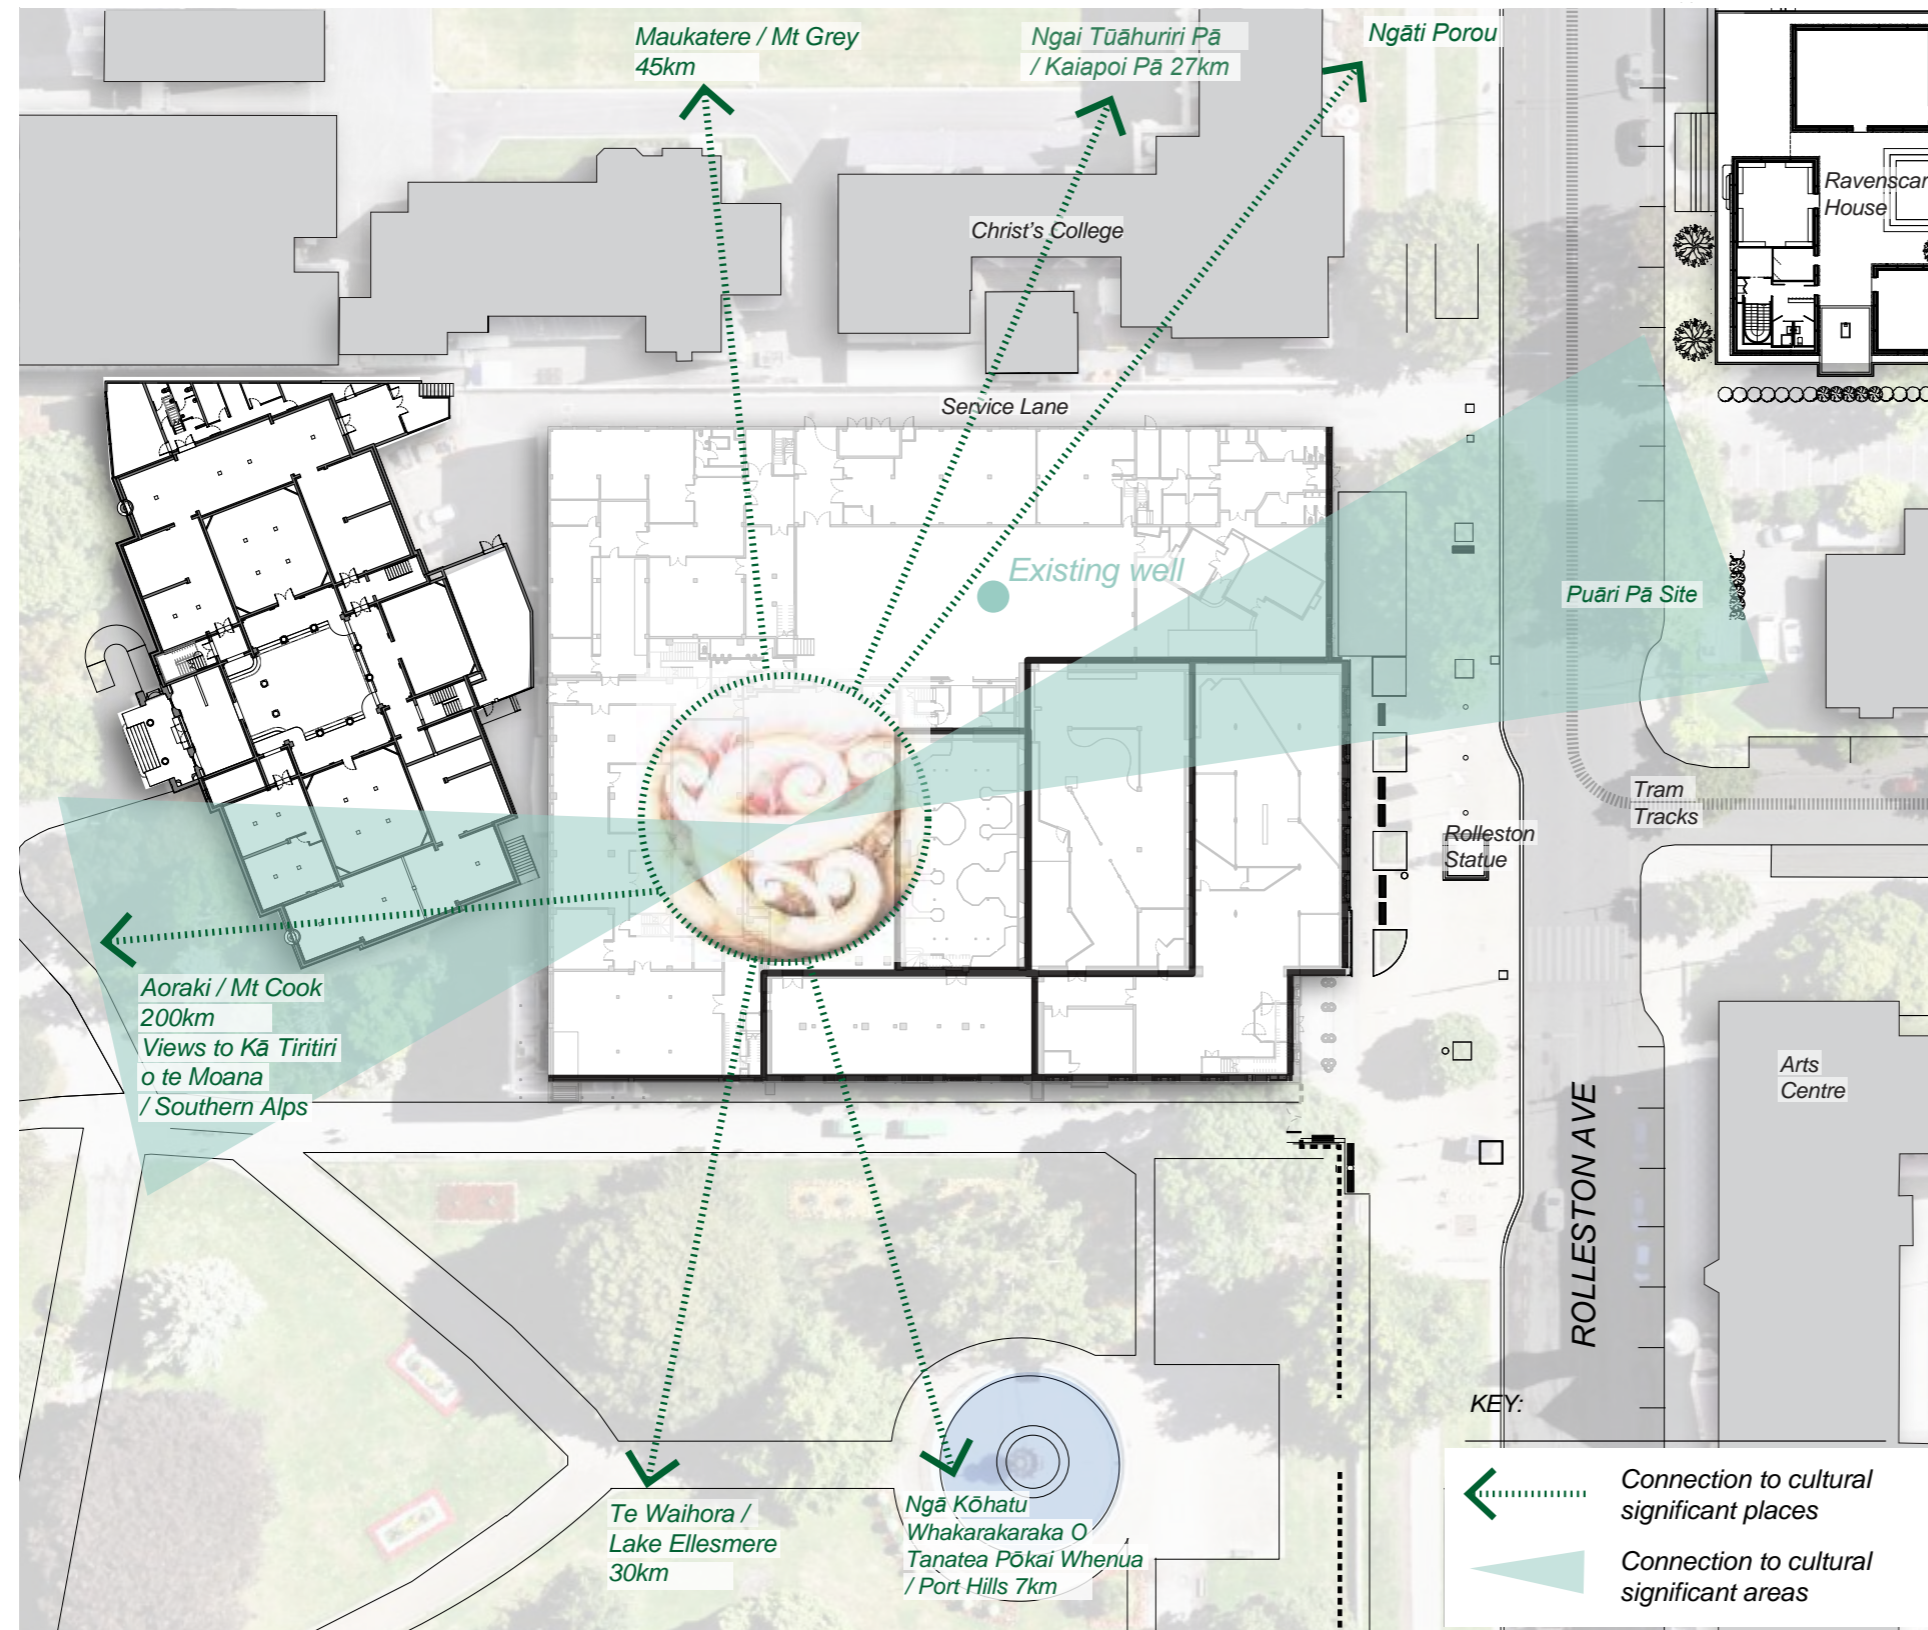 Maukatere / Mt Grey
45km
Ngai Tūāhuriri Pā
/ Kaiapoi Pā 27km
Ngāti Porou
Ravenscar
House
Christ's College
Service Lane
Existing well
Puāri Pā Site
Tram
Tracks
Rolleston
Statue
Aoraki / Mt Cook
200km
Views to Kā Tiritiri
o te Moana
/ Southern Alps
Arts
Centre
ROLLESTON AVE
Te Waihora /
Lake Ellesmere
30km
Ngā Kōhatu
Whakarakaraka O
Tanatea Pōkai Whenua
/ Port Hills 7km
KEY:
Connection to cultural
significant places
Connection to cultural
significant areas